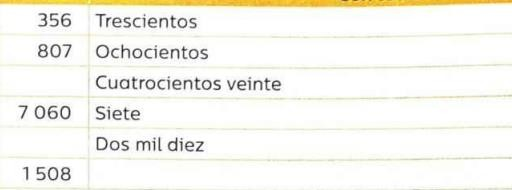 356 Trescientos
807 Ochocientos
Cuatrocientos veinte
7 060 Siete
Dos mil diez
1 508